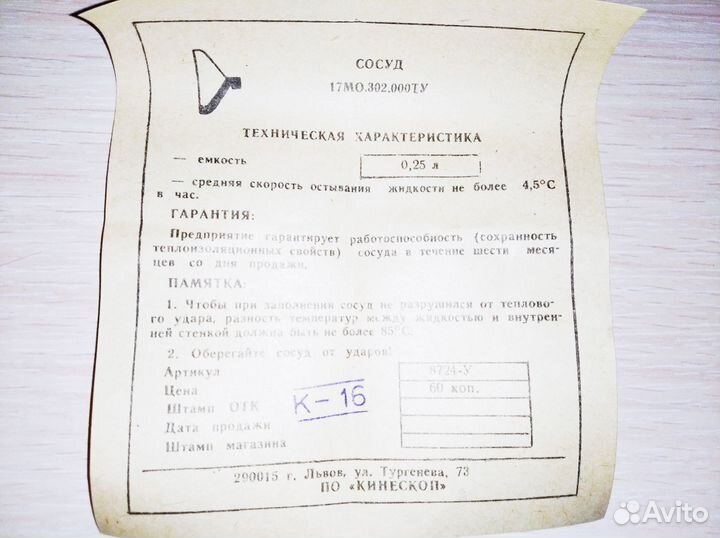 СОСУД
17МО.302.000ТУ
ТЕХНИЧЕСКАЯ ХАРАКТЕРИСТИКА
— емкость 0,25 л
— средняя скорость остывания жидкости не более 4,5°С
в час.
ГАРАНТИЯ:
Предприятие гарантирует работоспособность (сохранность
теплоизоляционных свойств) сосуда в течение шести меся-
цев со дня продажи.
ПАМЯТКА:
1. Чтобы при заполнении сосуд не разрушился от теплово-
го удара, разность температур между жидкостью и внутрен-
ней стенкой должна быть не более 85°С.
2. Оберегайте сосуд от ударов!
Артикул 8724-У
Цена 60 коп.
Штамп ОТК К-16
Дата продажи
Штамп магазина
290015 г. Львов, ул. Тургенева, 73
ПО «КИНЕСКОП»
Avito